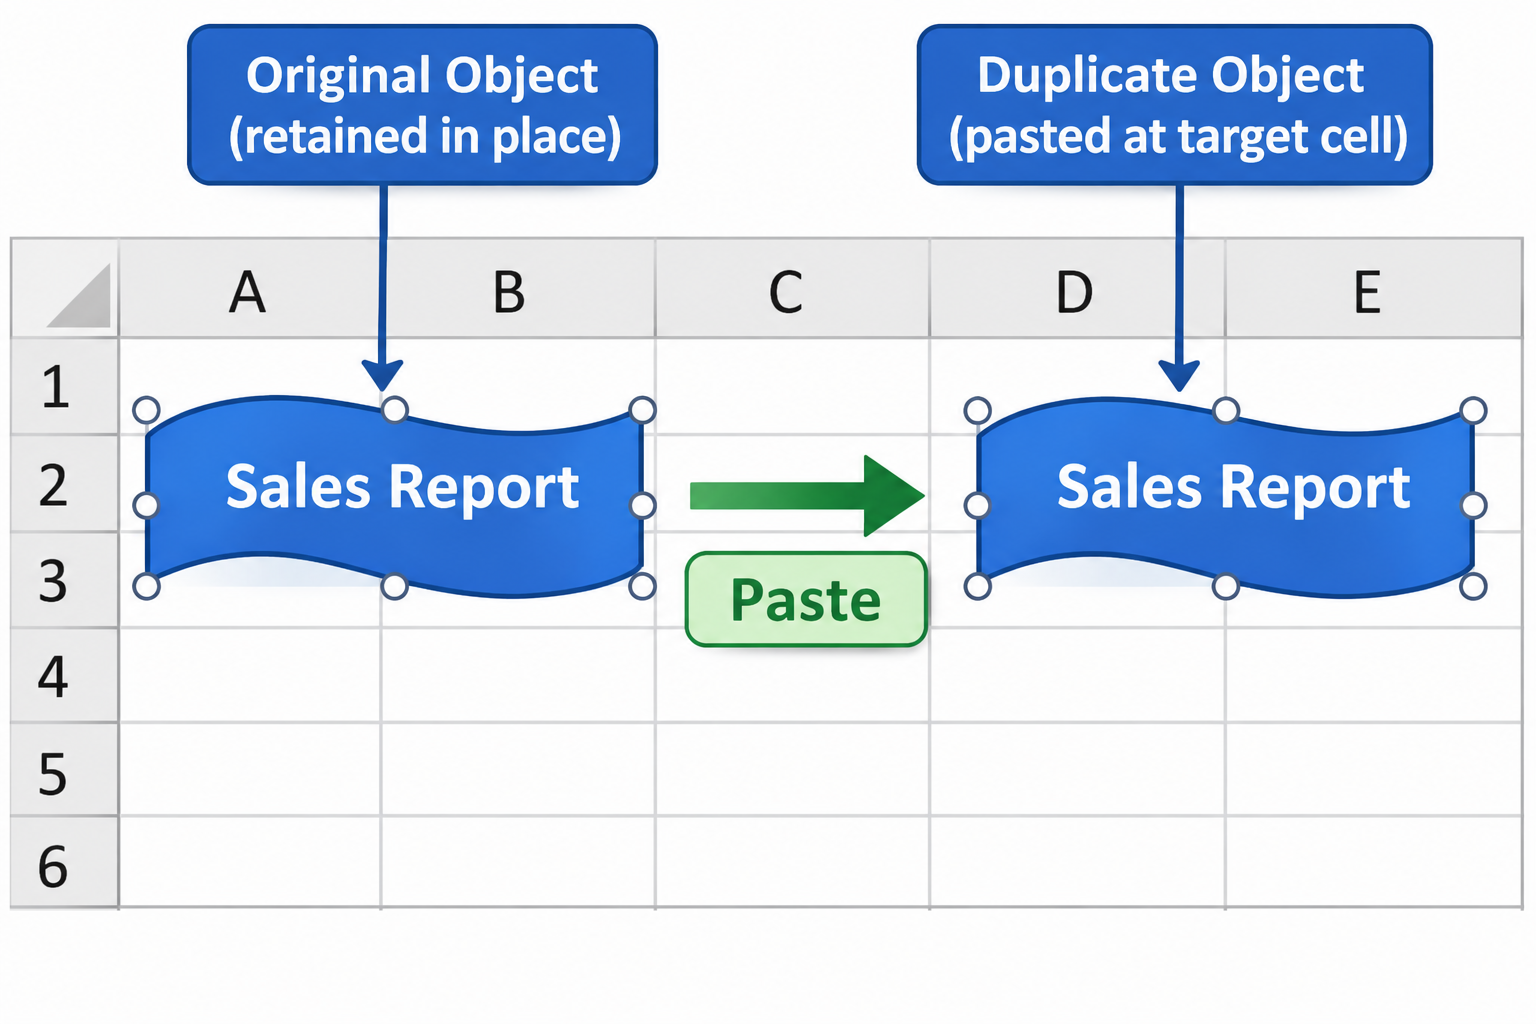 Original Object
(retained in place)
Duplicate Object
(pasted at target cell)
A B C D E
1
2
Sales Report
Sales Report
3
Paste
4
5
6